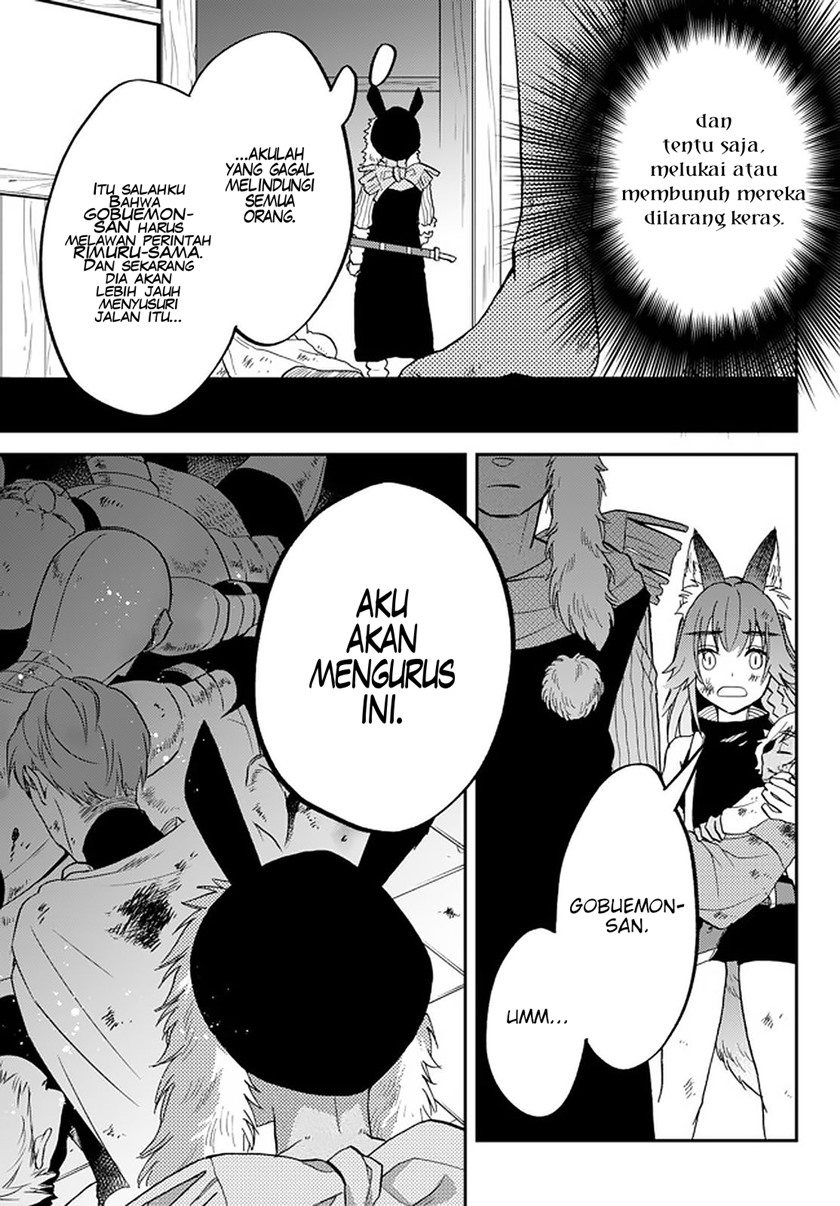 dan
tentu saja,
melukai atau
membunuh mereka
dilarang keras.
...AKULAH
YANG GAGAL
MELINDUNGI
SEMUA
ORANG.
ITU SALAHKU
BAHWA
GOBUEMON-
SAN HARUS
MELAWAN PERINTAH
RIMURU-SAMA.
DAN SEKARANG
DIA AKAN
LEBIH JAUH
MENYUSURI
JALAN ITU...
GOBUEMON-
SAN.
UMM...
AKU
AKAN
MENGURUS
INI.